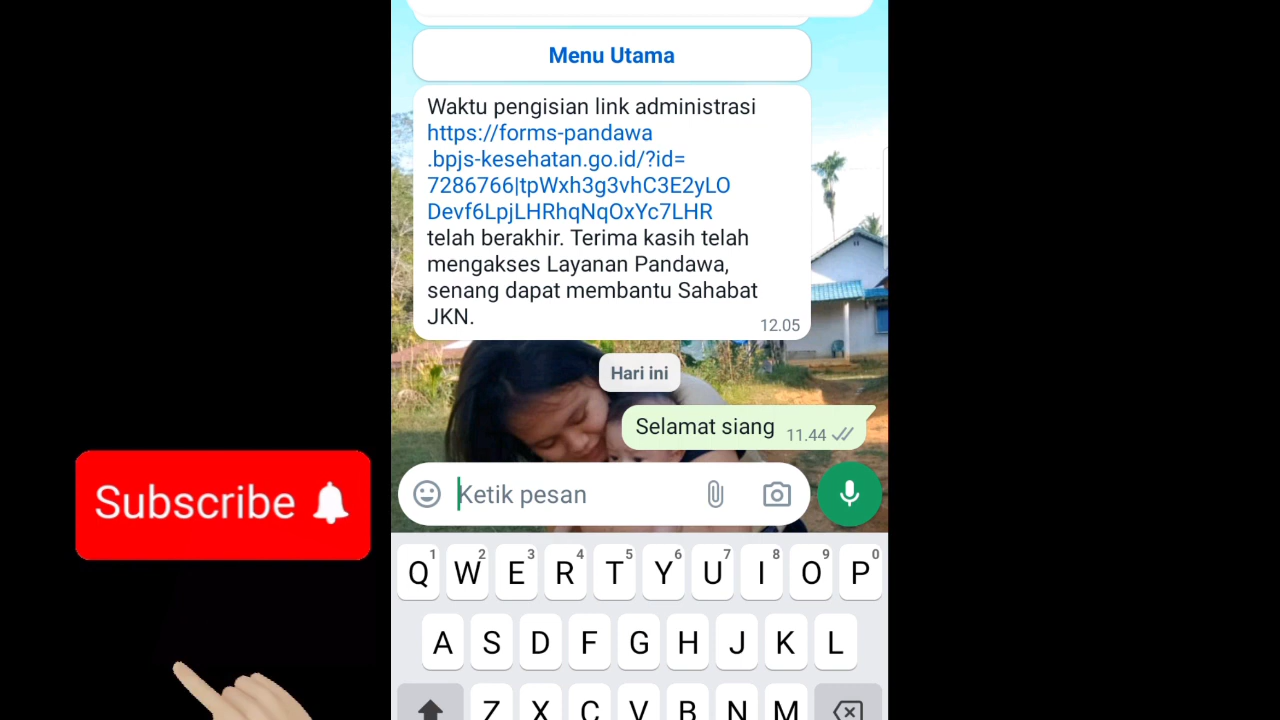 Menu Utama
Waktu pengisian link administrasi
https://forms-pandawa
.bpjs-kesehatan.go.id/?id=
7286766|tpWxh3g3vhC3E2yLO
Devf6LpjLHRhqNqOxYc7LHR
telah berakhir. Terima kasih telah
mengakses Layanan Pandawa,
senang dapat membantu Sahabat
JKN.
12.05
Hari ini
Selamat siang 11.44
Subscribe
Ketik pesan
1 2 3 4 5 6 7 8 9 0
Q W E R T Y U I O P
A S D F G H J K L
Z X C V B N M